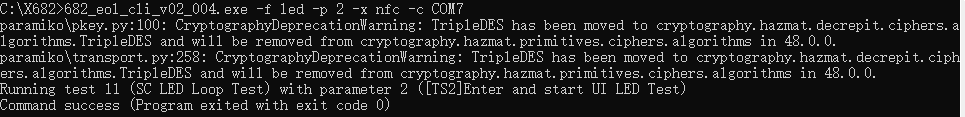 C:\X682>682_eol_cli_v02_004.exe -f led -p 2 -x nfc -c COM7
paramiko\pkey.py:100: CryptographyDeprecationWarning: TripleDES has been moved to cryptography.hazmat.decrepit.ciphers.a
lgorithms.TripleDES and will be removed from cryptography.hazmat.primitives.ciphers.algorithms in 48.0.0.
paramiko\transport.py:258: CryptographyDeprecationWarning: TripleDES has been moved to cryptography.hazmat.decrepit.ciph
ers.algorithms.TripleDES and will be removed from cryptography.hazmat.primitives.ciphers.algorithms in 48.0.0.
Running test 11 (SC LED Loop Test) with parameter 2 ([TS2]Enter and start UI LED Test)
Command success (Program exited with exit code 0)